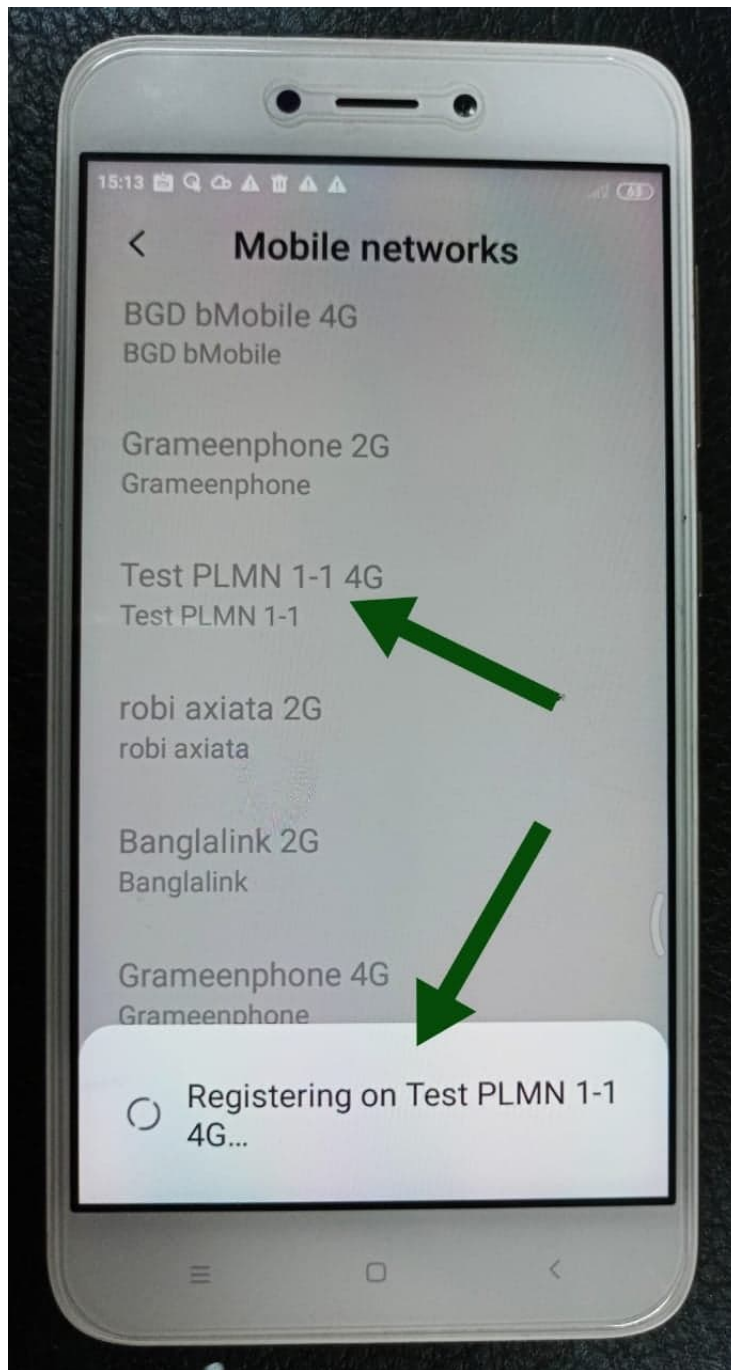 15:13
63
Mobile networks
BGD bMobile 4G
BGD bMobile
Grameenphone 2G
Grameenphone
Test PLMN 1-1 4G
Test PLMN 1-1
robi axiata 2G
robi axiata
Banglalink 2G
Banglalink
Grameenphone 4G
Grameenphone
Registering on Test PLMN 1-1
4G...